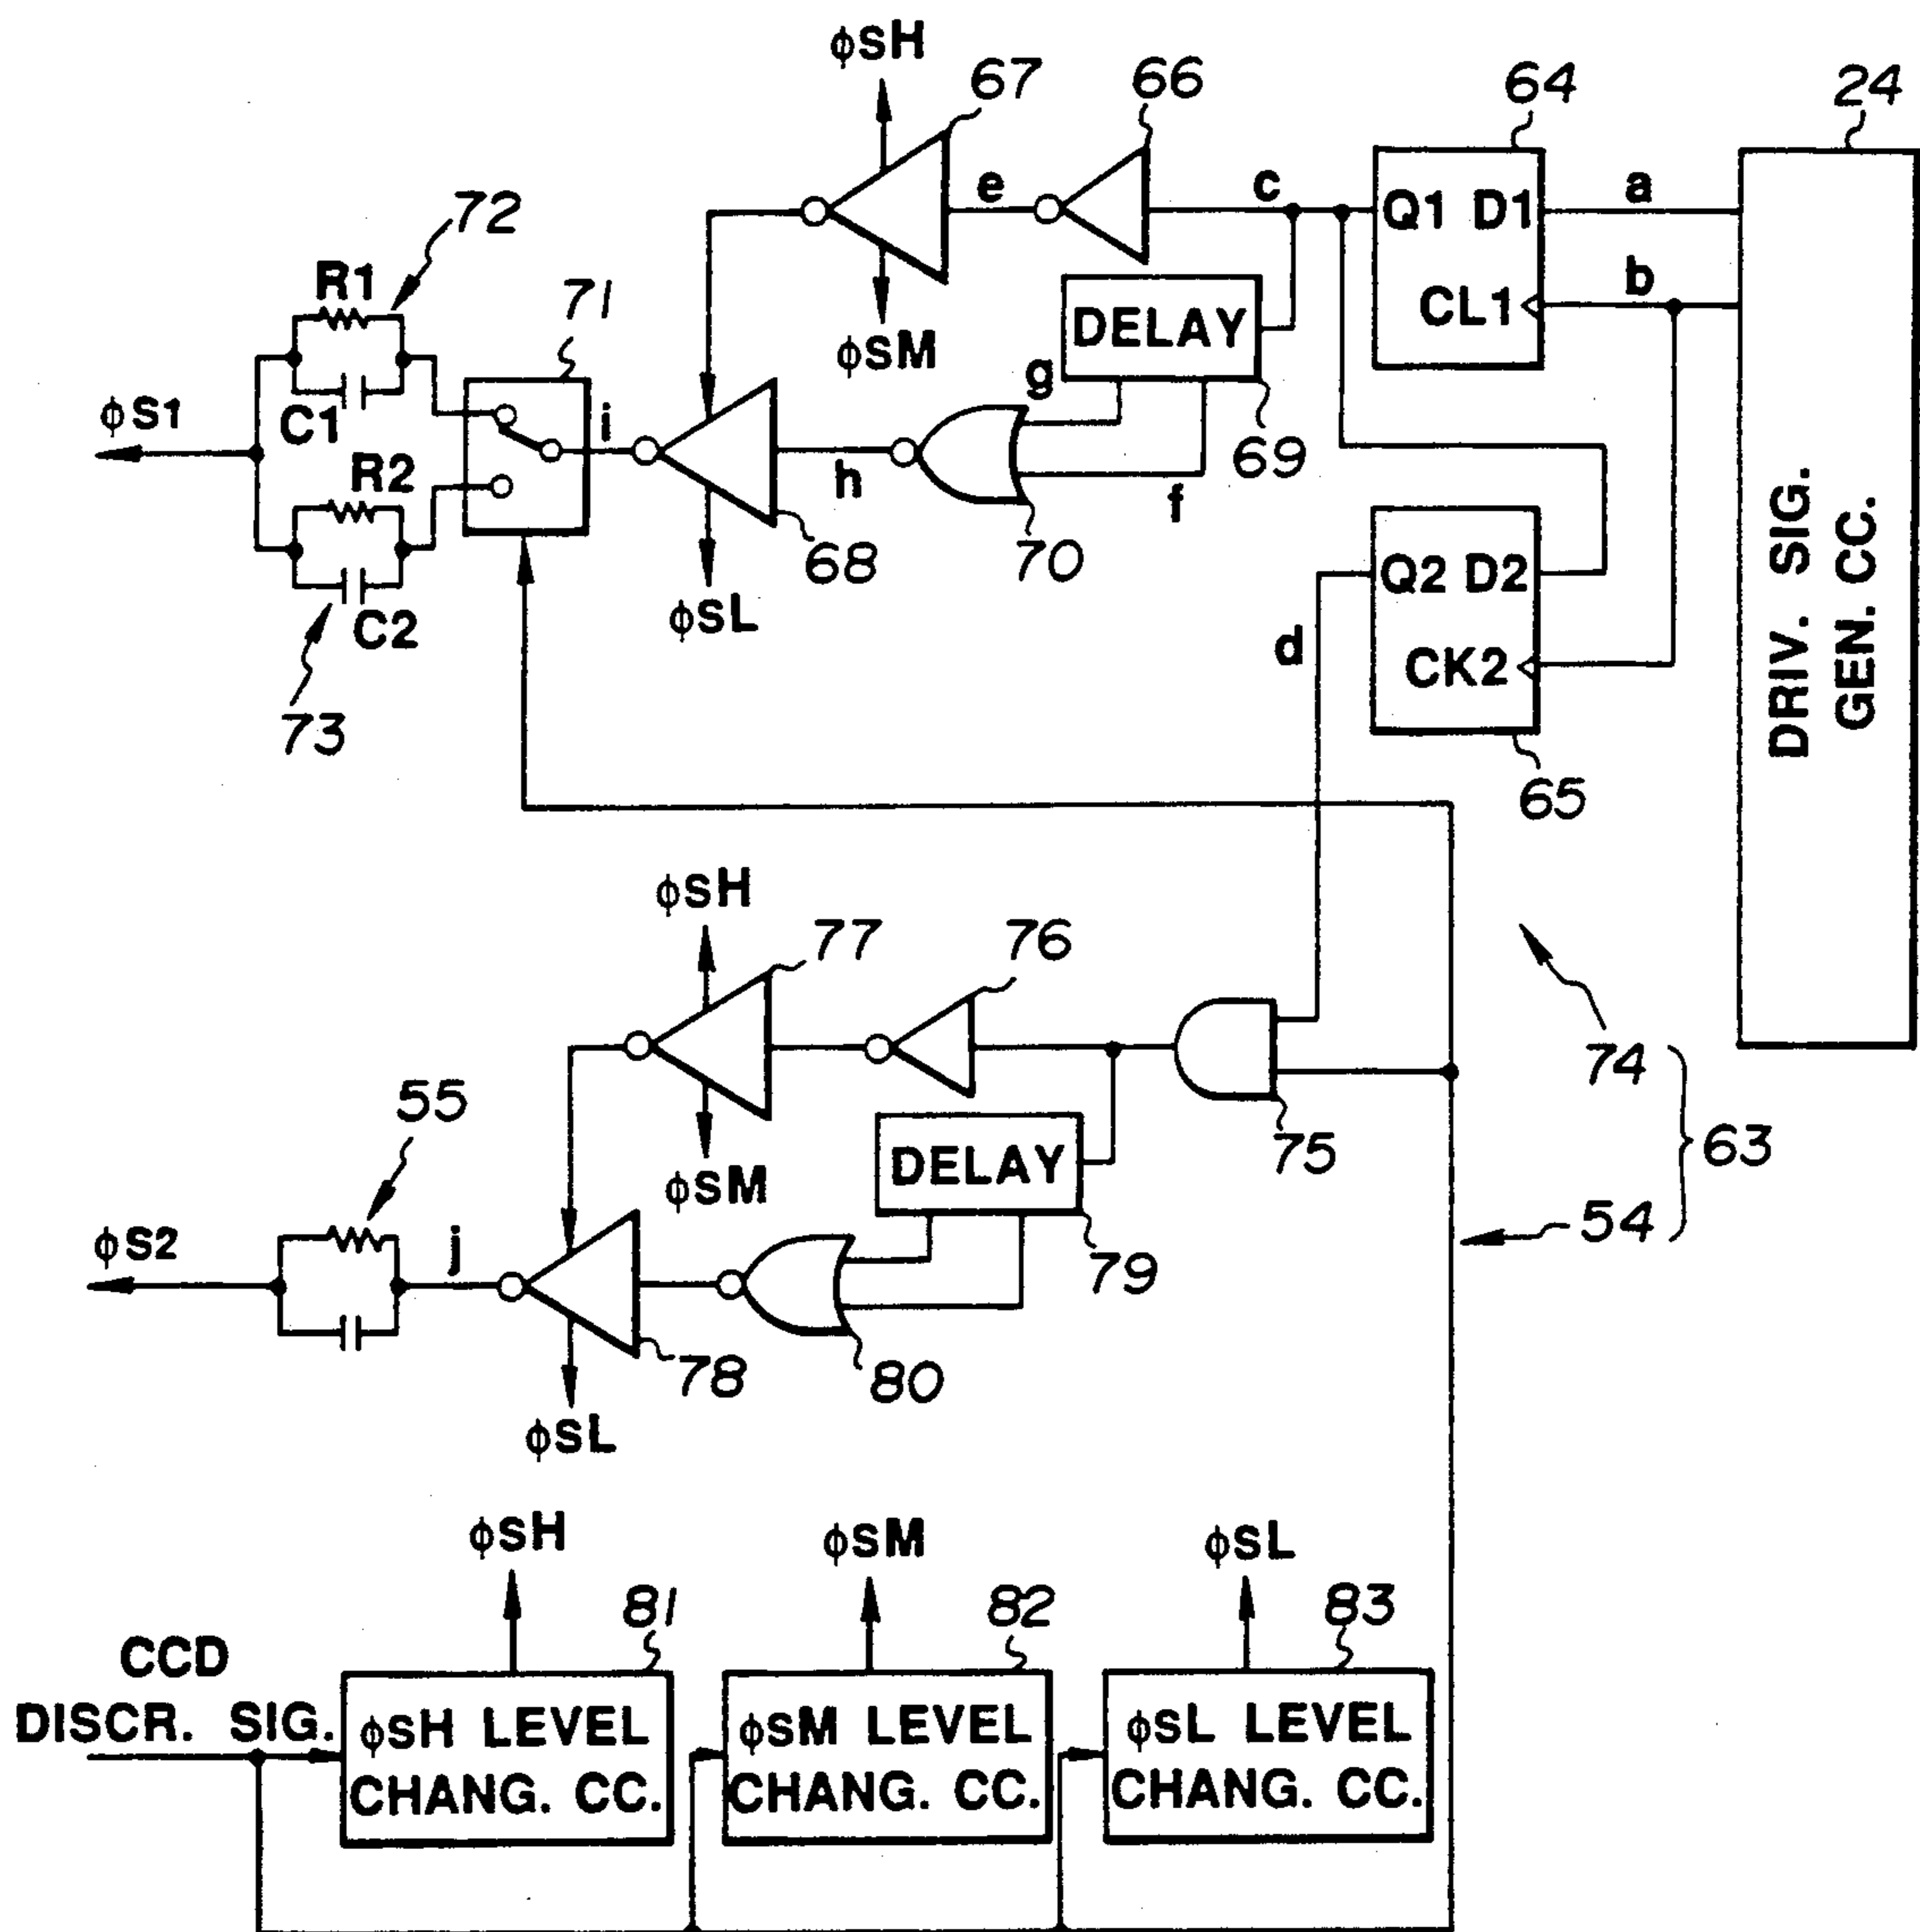 φSH
67
66
64
24
72
e
c
Q1 D1
a
R1
71
CL1
b
DELAY
φSM
g
φS1
C1
i
69
R2
h
f
68
70
Q2 D2
φSL
C2
d
CK2
73
65
DRIV. SIG.
GEN. CC.
φSH
77
76
74
55
75
63
DELAY
φSM
54
φS2
j
79
78
80
φSL
φSH
φSM
φSL
81
82
83
CCD
DISCR. SIG.
φSH LEVEL
CHANG. CC.
φSM LEVEL
CHANG. CC.
φSL LEVEL
CHANG. CC.